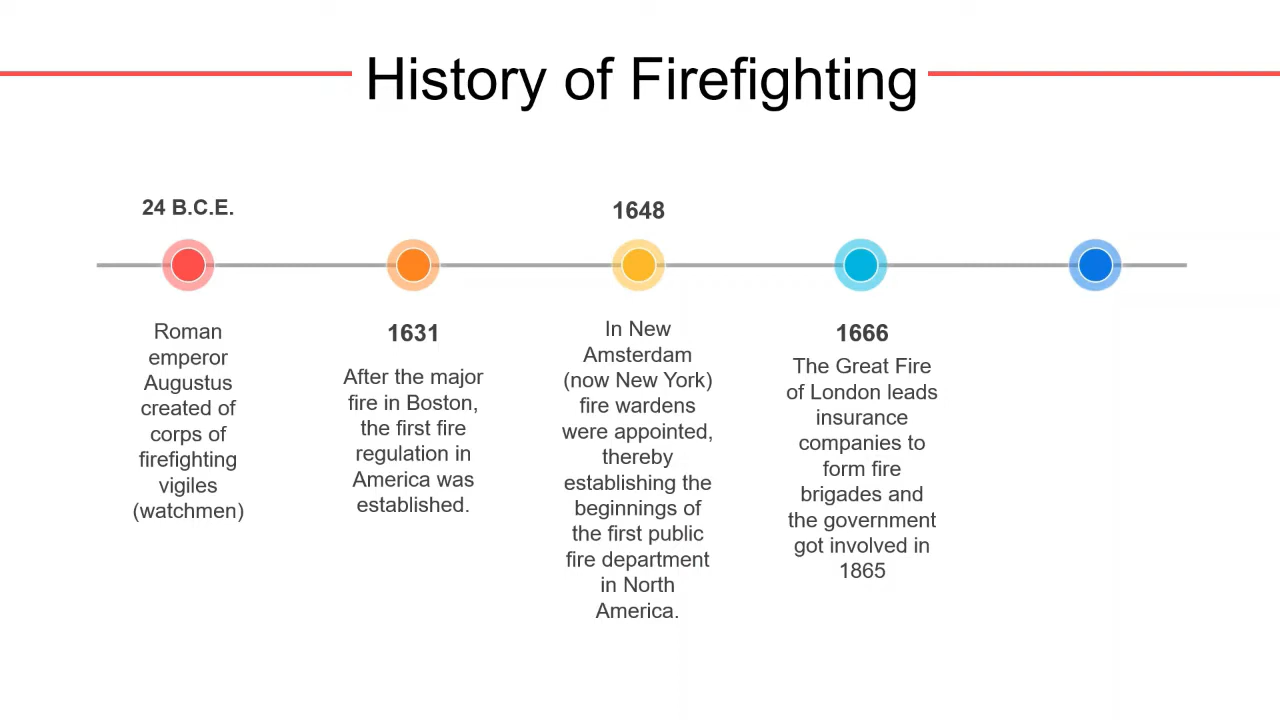 History of Firefighting
24 B.C.E.
Roman
emperor
Augustus
created of
corps of
firefighting
vigiles
(watchmen)
1631
After the major
fire in Boston,
the first fire
regulation in
America was
established.
1648
In New
Amsterdam
(now New York)
fire wardens
were appointed,
thereby
establishing the
beginnings of
the first public
fire department
in North
America.
1666
The Great Fire
of London leads
insurance
companies to
form fire
brigades and
the government
got involved in
1865